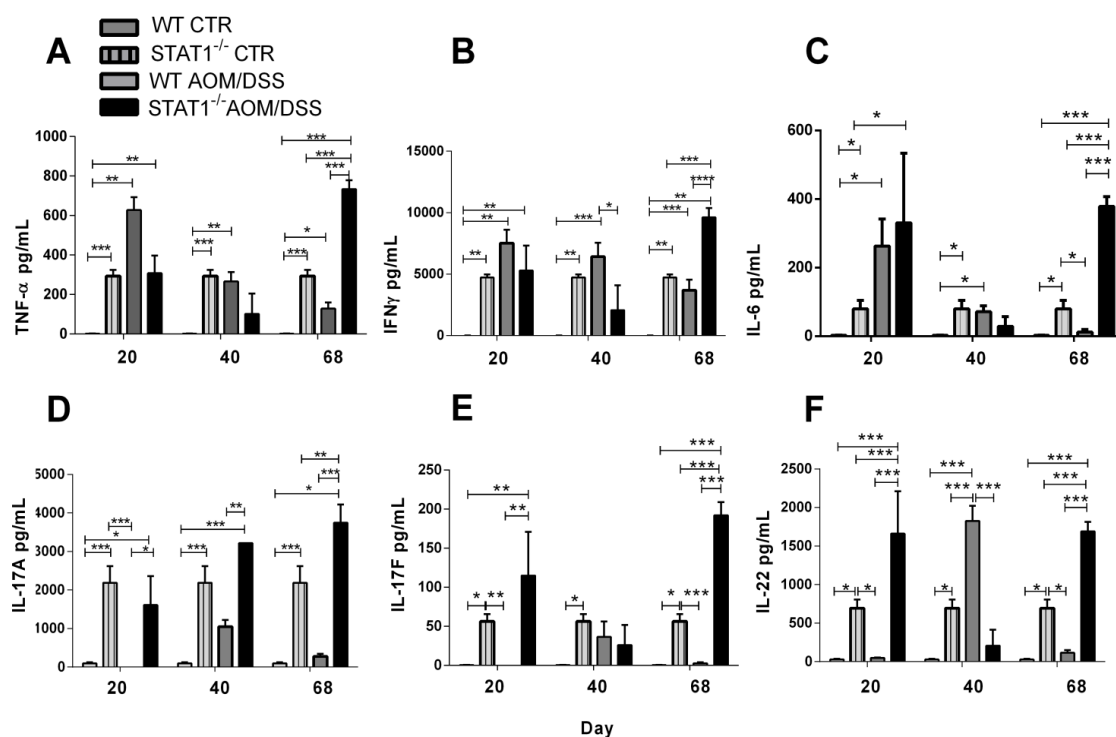 WT CTR
STAT1-/- CTR
WT AOM/DSS
STAT1-/- AOM/DSS
A
TNF-α pg/mL
1000
800
600
400
200
0
*** ** ** *** ** *** * *** *** ***
20 40 68
B
IFNγ pg/mL
15000
10000
5000
0
** ** ** ** *** * ** *** ** **** ***
20 40 68
C
IL-6 pg/mL
600
400
200
0
* * * * * * * *** *** ***
20 40 68
D
IL-17A pg/mL
5000
4000
3000
2000
1000
0
*** * *** * *** *** ** *** * *** **
20 40 68
E
IL-17F pg/mL
250
200
150
100
50
0
* ** ** ** * * *** *** *** ***
20 40 68
F
IL-22 pg/mL
2500
2000
1500
1000
500
0
* * *** *** *** * *** *** *** * * *** *** ***
20 40 68
Day